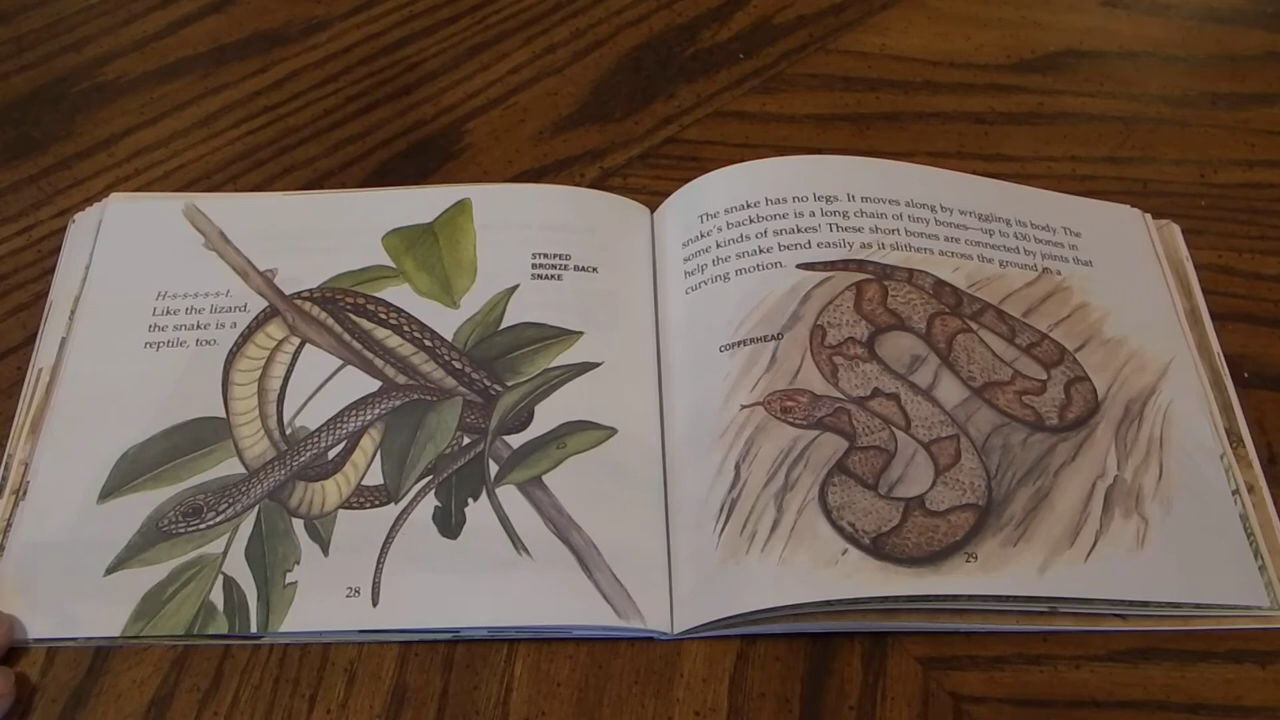 H-s-s-s-s-s-t.
Like the lizard,
the snake is a
reptile, too.
STRIPED
BRONZE-BACK
SNAKE
28
The snake has no legs. It moves along by wriggling its body. The
snake's backbone is a long chain of tiny bones—up to 430 bones in
some kinds of snakes! These short bones are connected by joints that
help the snake bend easily as it slithers across the ground in a
curving motion.
COPPERHEAD
29